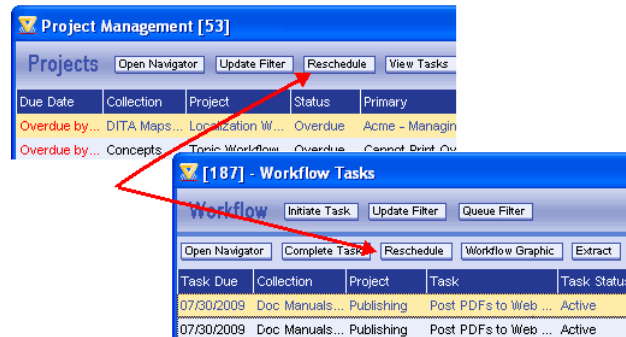 Project Management [53]
Projects Open Navigator Update Filter Reschedule View Tasks
Due Date Collection Project Status Primary
Overdue by... DITA Maps... Localization W... Overdue Acme - Managin
Overdue by... Concepts Topic Workflow Overdue Cannot Print Ov
[187] - Workflow Tasks
Workflow Initiate Task Update Filter Queue Filter
Open Navigator Complete Task Reschedule Workflow Graphic Extract
Task Due Collection Project Task Task Statu
07/30/2009 Doc Manuals... Publishing Post PDFs to Web ... Active
07/30/2009 Doc Manuals... Publishing Post PDFs to Web ... Active